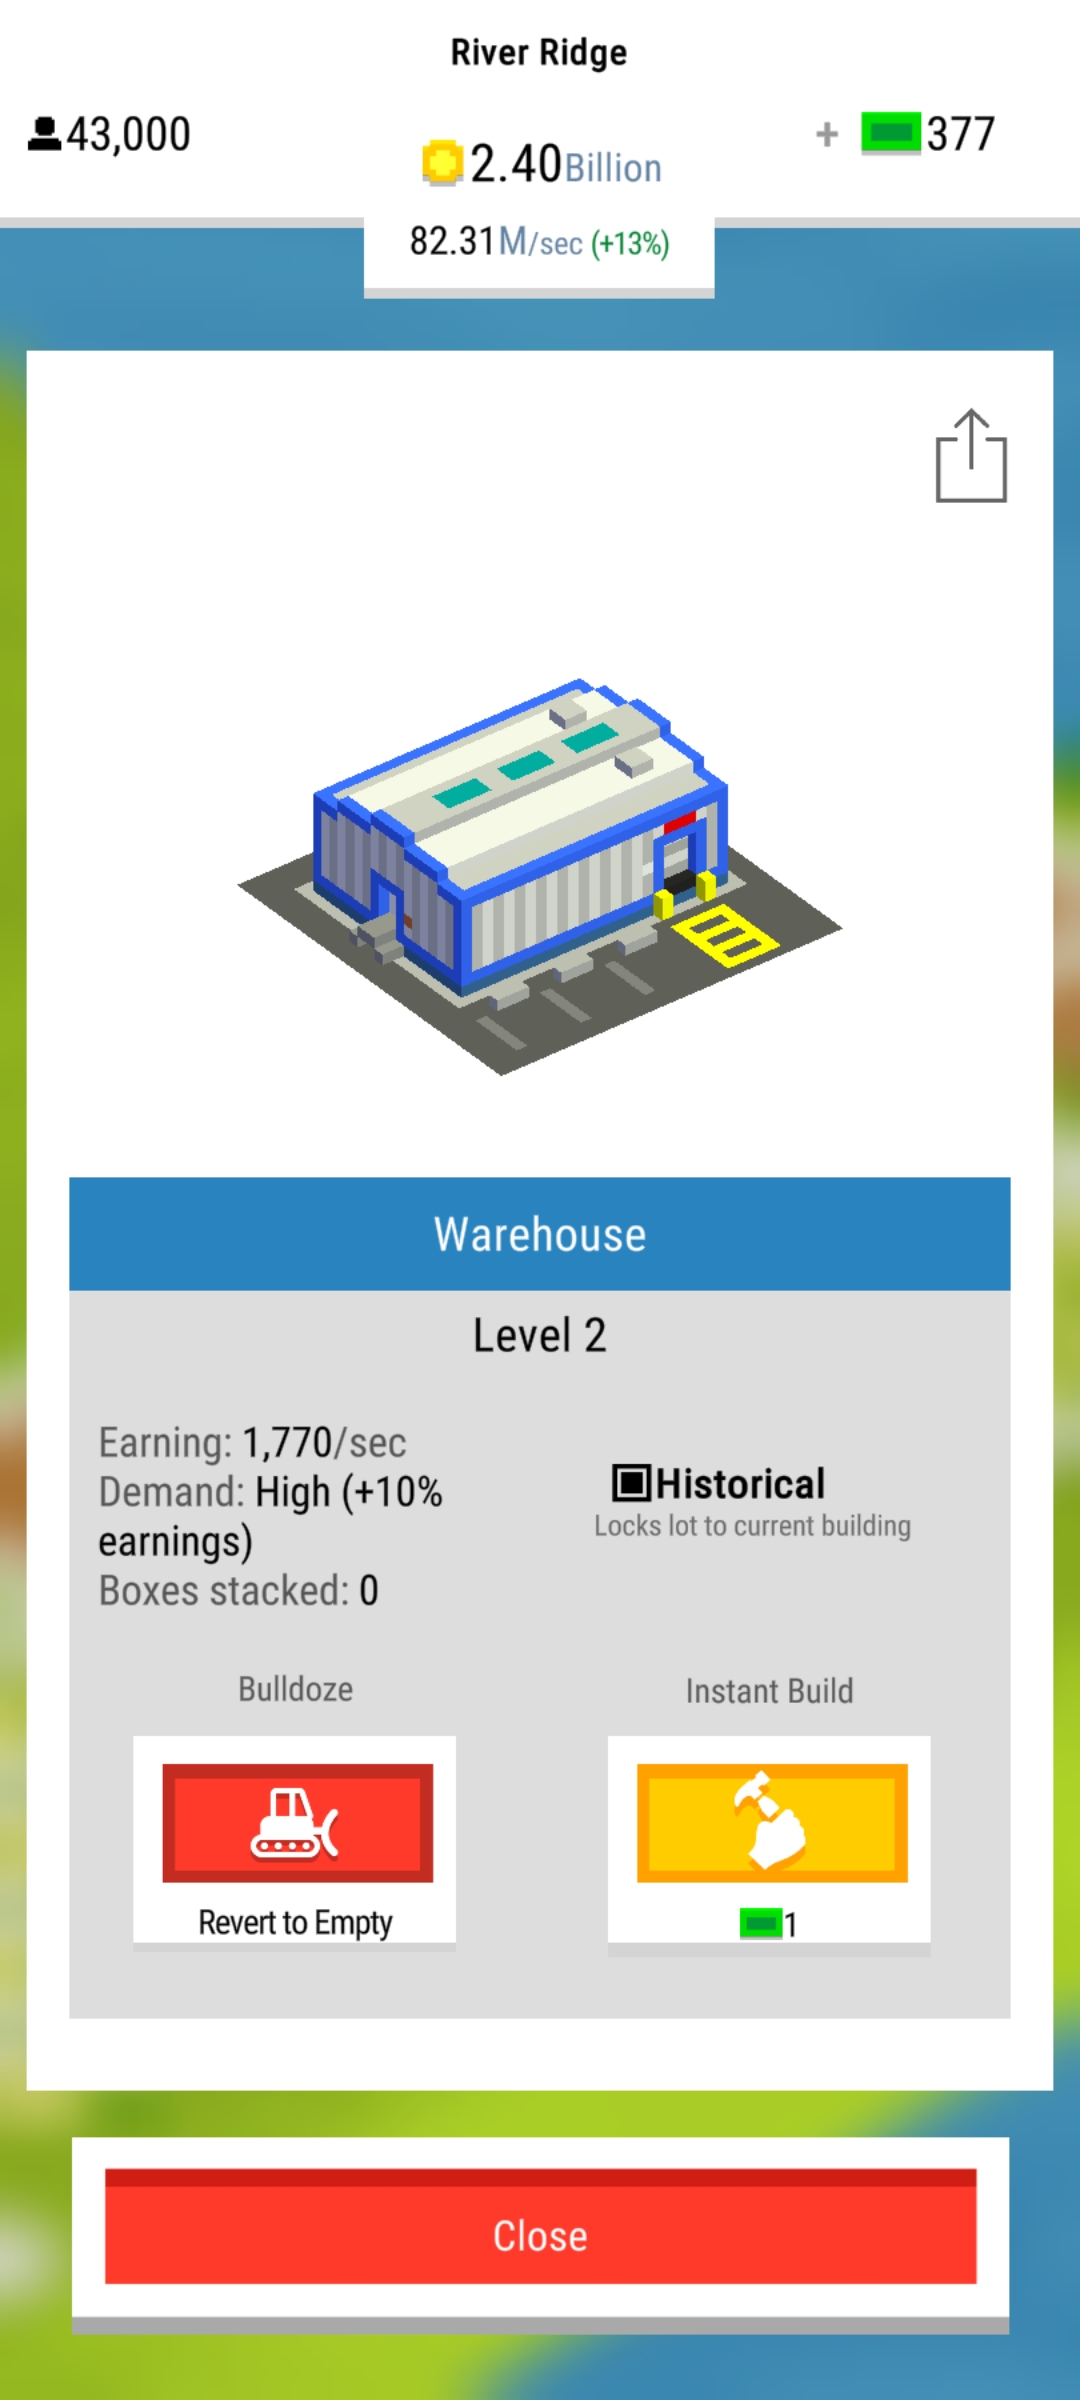 River Ridge
43,000
2.40Billion
+ 377
82.31M/sec (+13%)
Warehouse
Level 2
Earning: 1,770/sec
Demand: High (+10%
earnings)
Boxes stacked: 0
Historical
Locks lot to current building
Bulldoze
Instant Build
Revert to Empty
1
Close